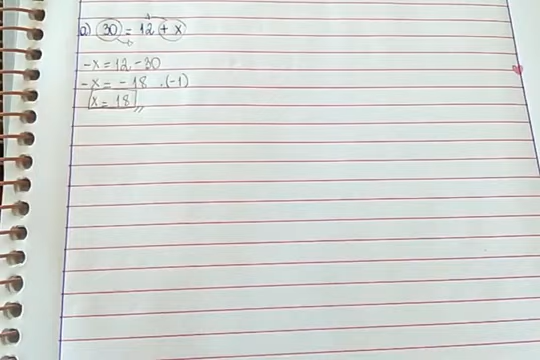 a) 30 = 12 + x
-x = 12 - 30
-x = -18 .(-1)
x = 18